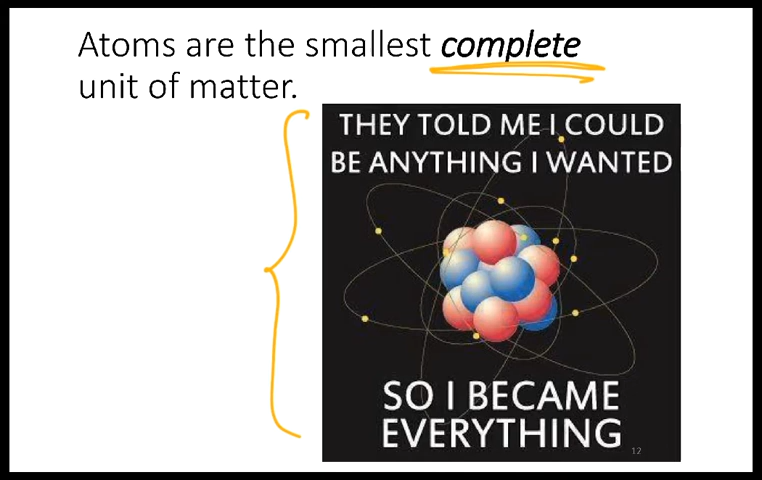 Atoms are the smallest complete
unit of matter.
THEY TOLD ME I COULD
BE ANYTHING I WANTED
SO I BECAME
EVERYTHING
12